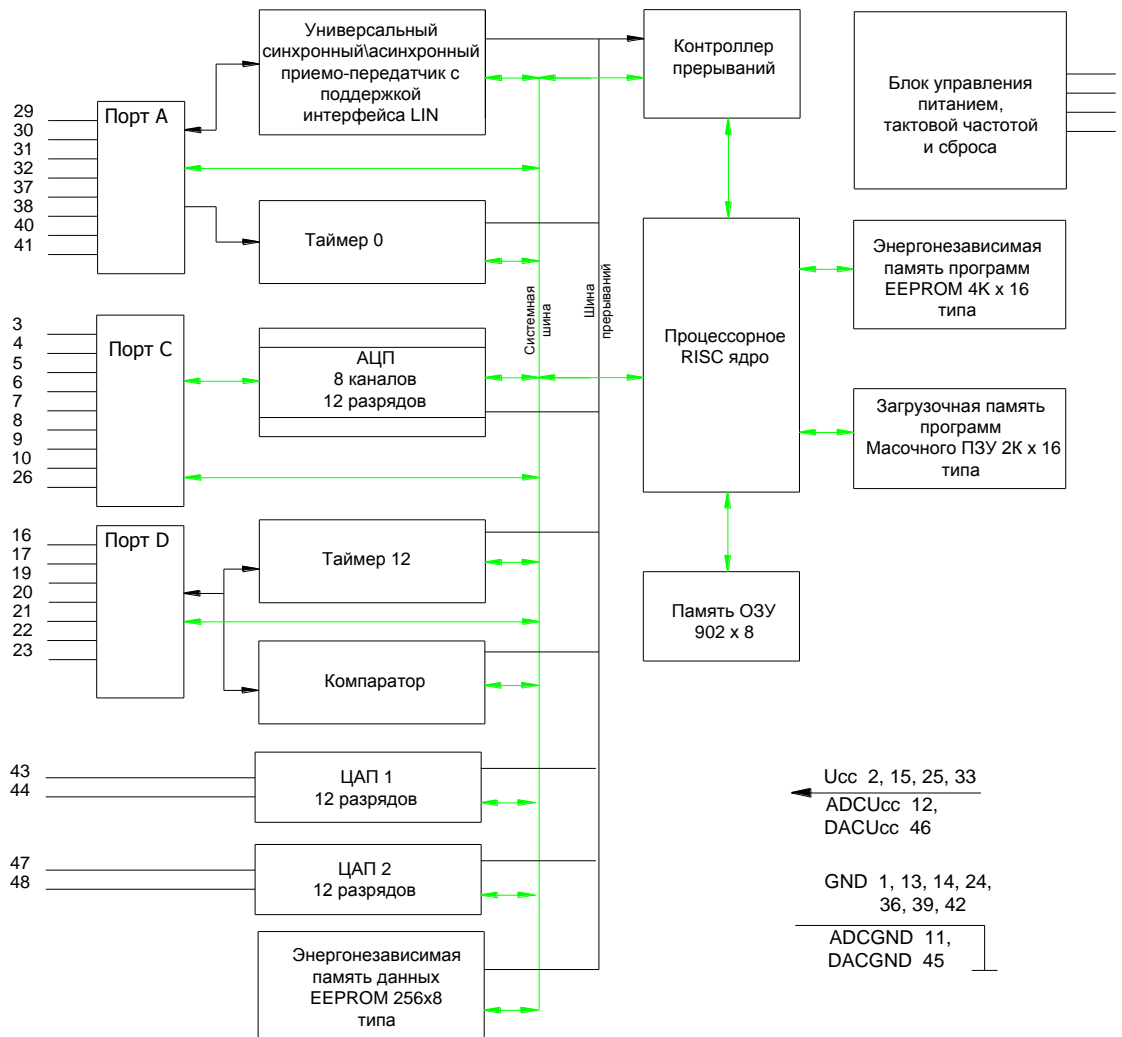 Универсальный
синхронный\асинхронный
приемо-передатчик с
поддержкой
интерфейса LIN
Контроллер
прерываний
Блок управления
питанием,
тактовой частотой
и сброса
Порт А
29
30
31
32
37
38
40
41
Таймер 0
Системная
шина
Шина
прерываний
Процессорное
RISC ядро
Энергонезависимая
память программ
EEPROM 4K x 16
типа
Порт С
3
4
5
6
7
8
9
10
26
АЦП
8 каналов
12 разрядов
Загрузочная память
программ
Масочного ПЗУ 2К х 16
типа
Порт D
16
17
19
20
21
22
23
Таймер 12
Компаратор
Память ОЗУ
902 x 8
43
44
ЦАП 1
12 разрядов
47
48
ЦАП 2
12 разрядов
Энергонезависимая
память данных
EEPROM 256x8
типа
Ucc 2, 15, 25, 33
ADCUcc 12,
DACUcc 46
GND 1, 13, 14, 24,
36, 39, 42
ADCGND 11,
DACGND 45